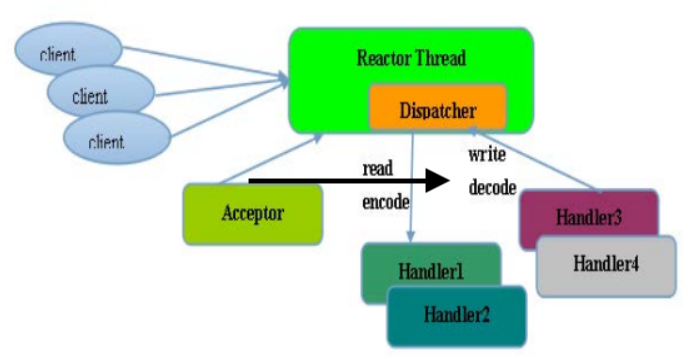 client
client
client
Reactor Thread
Dispatcher
read
encode
write
decode
Acceptor
Handler1
Handler2
Handler3
Handler4